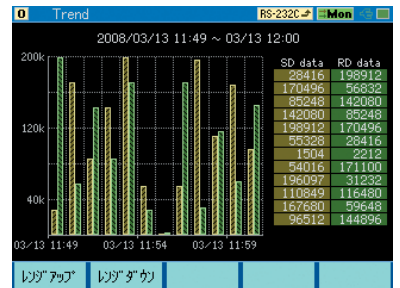 0 Trend RS-232C Mon
2008/03/13 11:49 ~ 03/13 12:00
200k
120k
40k
03/13 11:49 03/13 11:54 03/13 11:59
SD data RD data
28416 198912
170496 56832
85248 142080
142080 85248
198912 170496
55328 28416
1504 2212
54016 171100
196097 31232
110849 116480
167680 59648
96512 144896
ﾚﾝｼﾞｱｯﾌﾟ ﾚﾝｼﾞﾀﾞｳﾝ